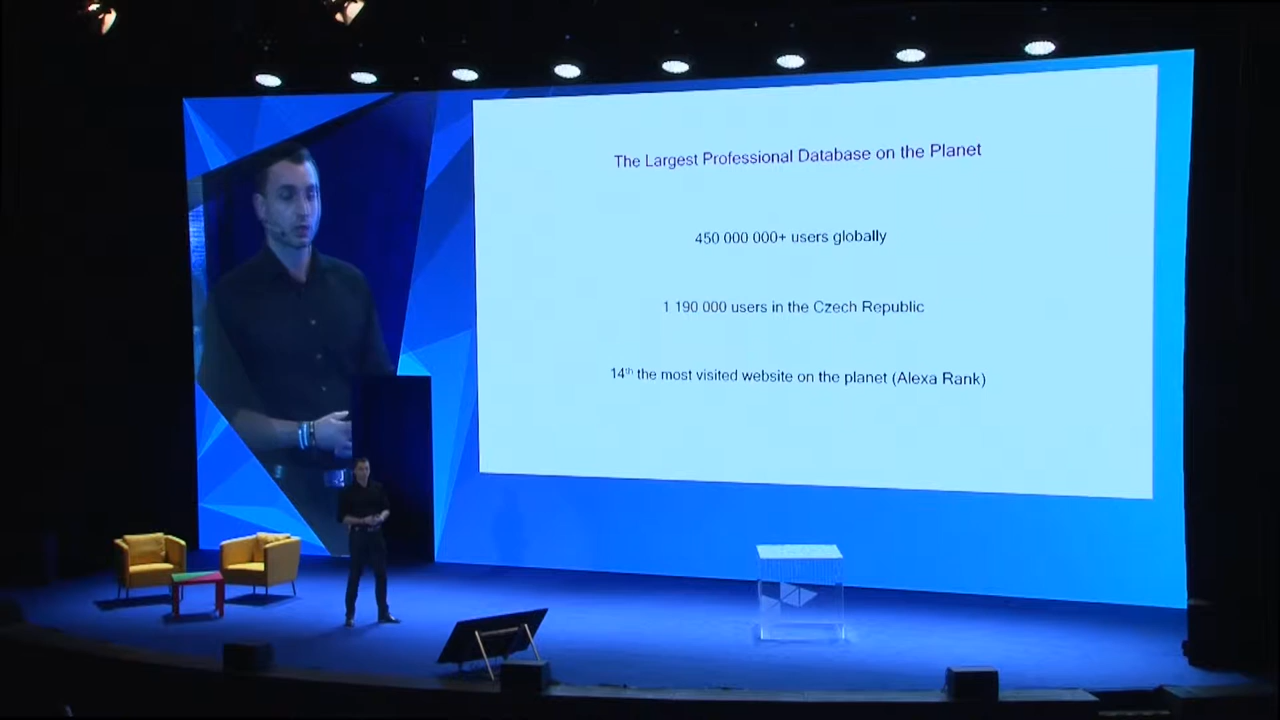 The Largest Professional Database on the Planet
450 000 000+ users globally
1 190 000 users in the Czech Republic
14th the most visited website on the planet (Alexa Rank)